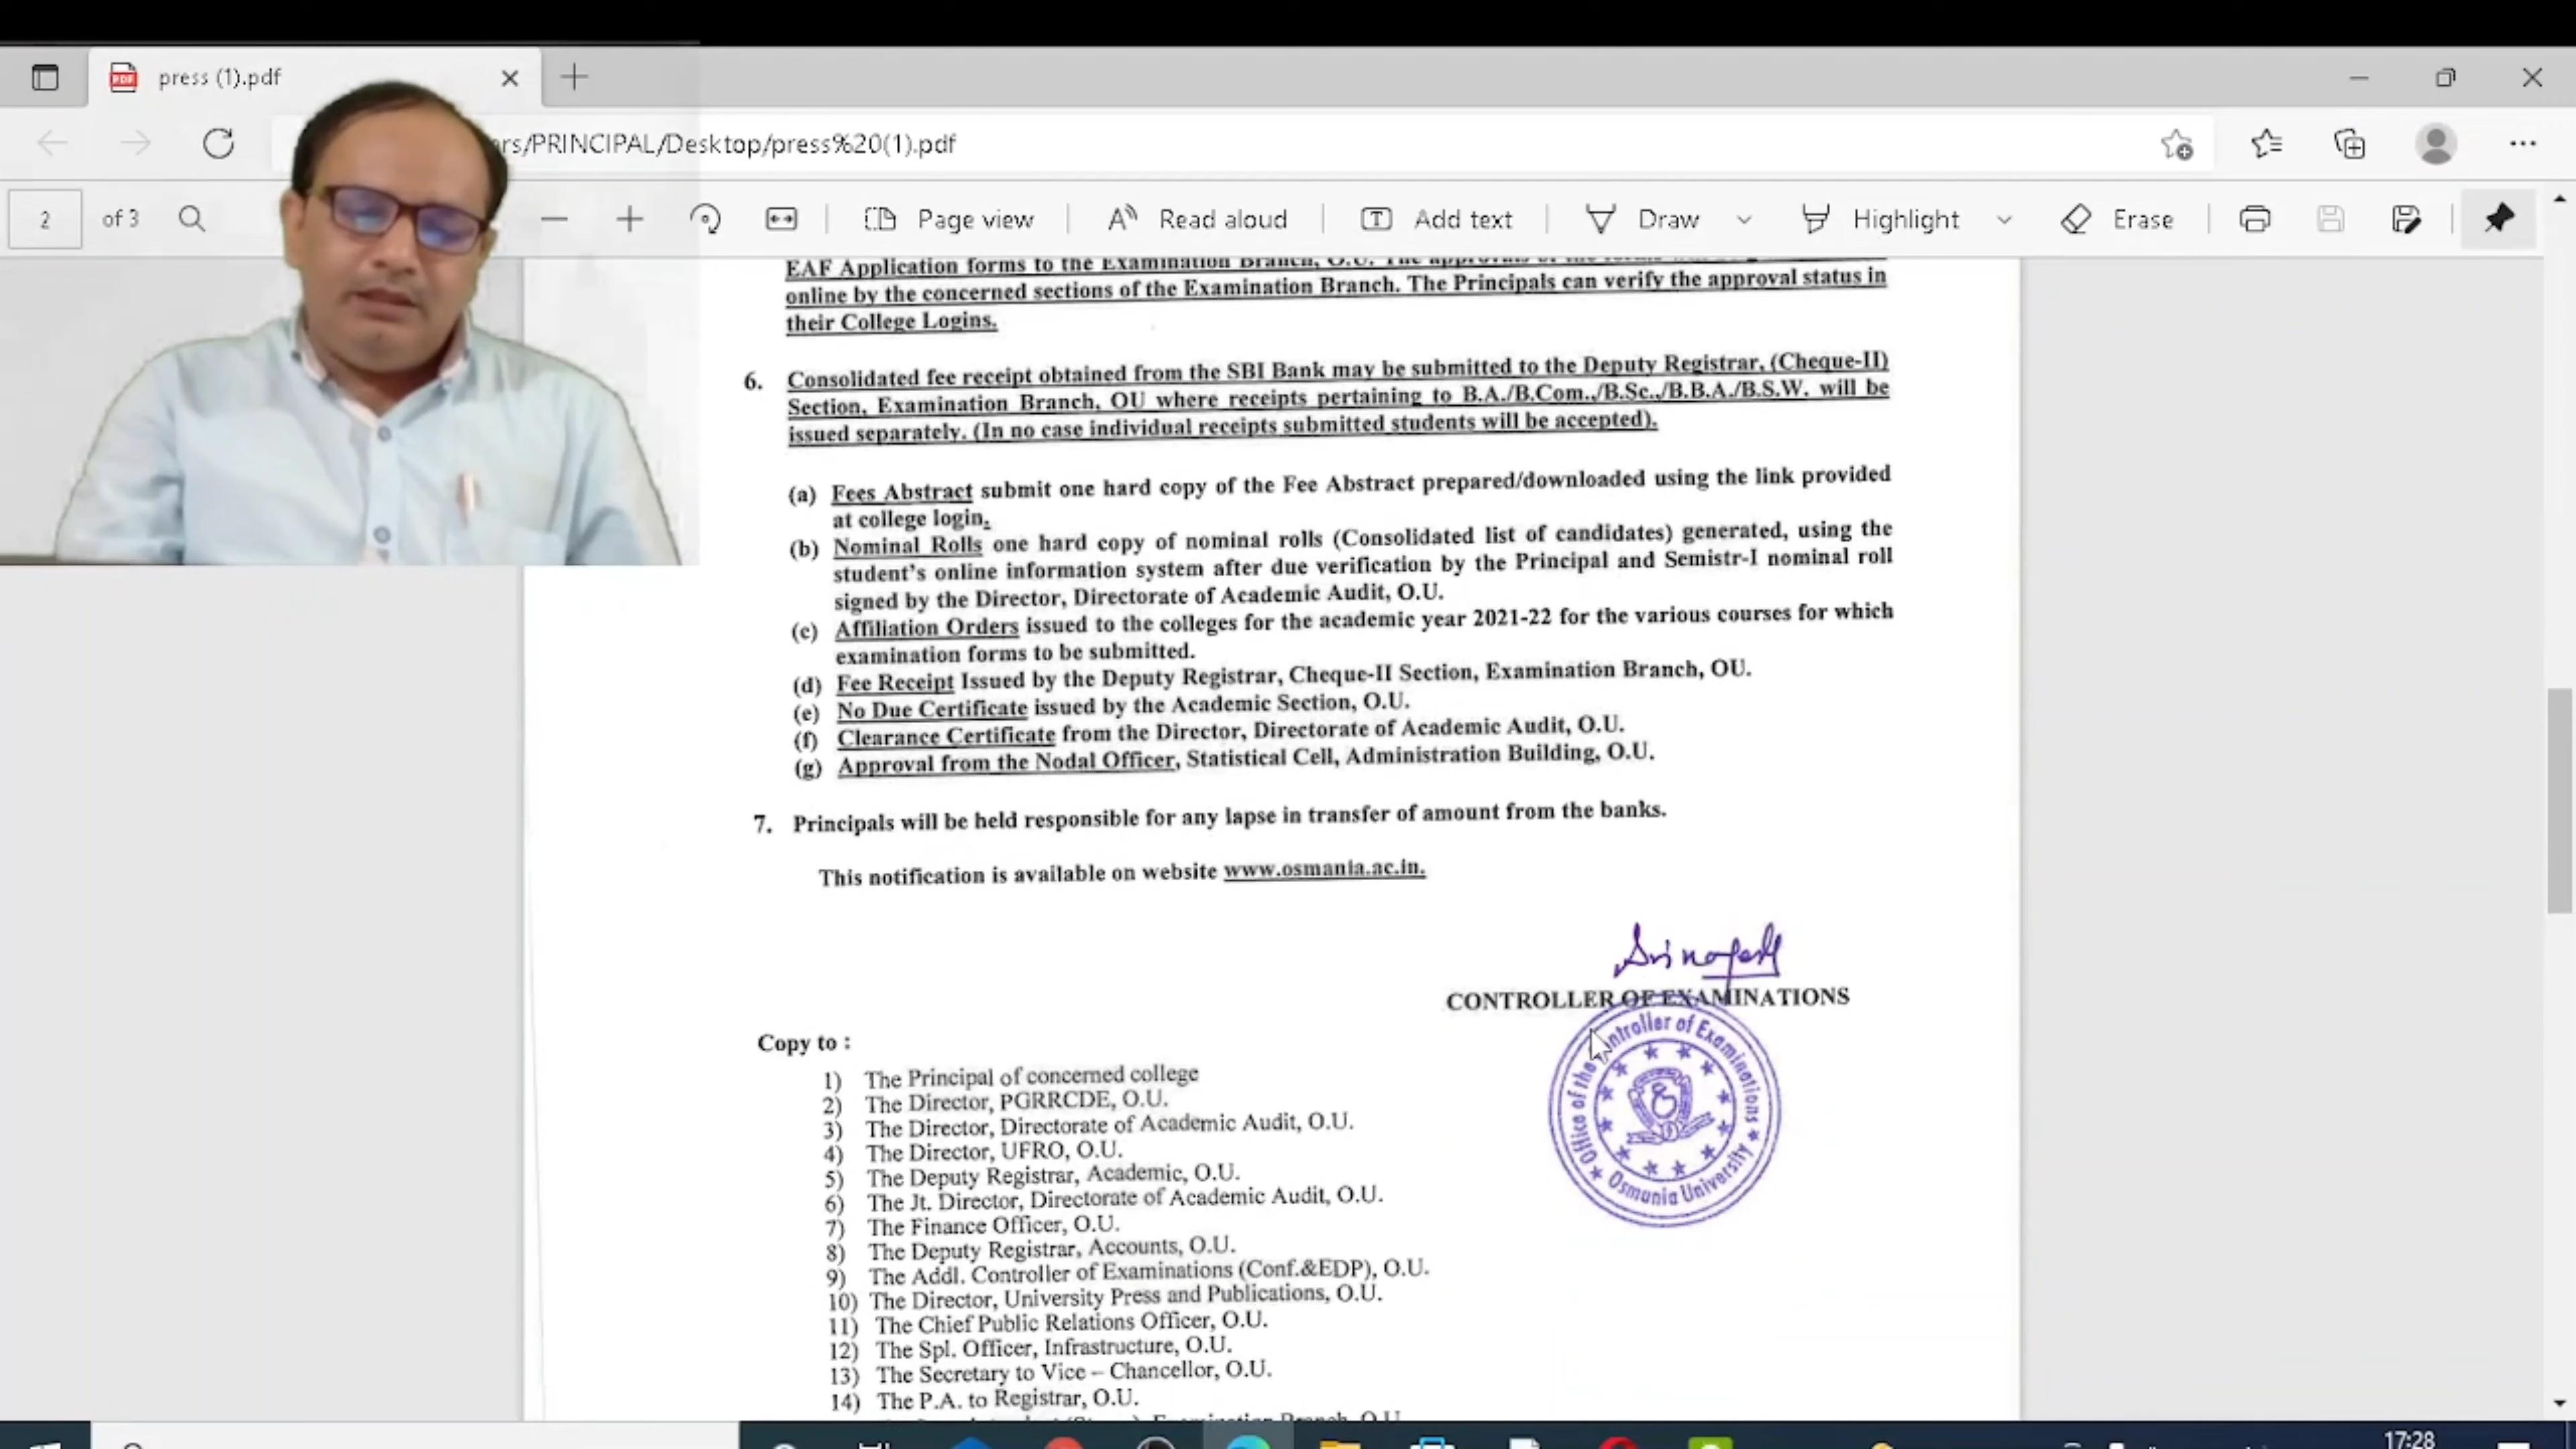 press (1).pdf
rs/PRINCIPAL/Desktop/press%20(1).pdf
2 of 3 Page view Read aloud Add text Draw Highlight Erase
EAF Application forms to the Examination Branch, O.U. The
online by the concerned sections of the Examination Branch. The Principals can verify the approval status in
their College Logins.
6. Consolidated fee receipt obtained from the SBI Bank may be submitted to the Deputy Registrar, (Cheque-II)
Section, Examination Branch, OU where receipts pertaining to B.A./B.Com.,/B.Sc.,/B.B.A./B.S.W. will be
issued separately. (In no case individual receipts submitted students will be accepted).
(a) Fees Abstract submit one hard copy of the Fee Abstract prepared/downloaded using the link provided
at college login.
(b) Nominal Rolls one hard copy of nominal rolls (Consolidated list of candidates) generated, using the
student's online information system after due verification by the Principal and Semistr-I nominal roll
signed by the Director, Directorate of Academic Audit, O.U.
(c) Affiliation Orders issued to the colleges for the academic year 2021-22 for the various courses for which
examination forms to be submitted.
(d) Fee Receipt Issued by the Deputy Registrar, Cheque-II Section, Examination Branch, OU.
(e) No Due Certificate issued by the Academic Section, O.U.
(f) Clearance Certificate from the Director, Directorate of Academic Audit, O.U.
(g) Approval from the Nodal Officer, Statistical Cell, Administration Building, O.U.
7. Principals will be held responsible for any lapse in transfer of amount from the banks.
This notification is available on website www.osmania.ac.in.
CONTROLLER OF EXAMINATIONS
Office of the Controller of Examinations
Osmunia University
Copy to :
1) The Principal of concerned college
2) The Director, PGRRCDE, O.U.
3) The Director, Directorate of Academic Audit, O.U.
4) The Director, UFRO, O.U.
5) The Deputy Registrar, Academic, O.U.
6) The Jt. Director, Directorate of Academic Audit, O.U.
7) The Finance Officer, O.U.
8) The Deputy Registrar, Accounts, O.U.
9) The Addl. Controller of Examinations (Conf.&EDP), O.U.
10) The Director, University Press and Publications, O.U.
11) The Chief Public Relations Officer, O.U.
12) The Spl. Officer, Infrastructure, O.U.
13) The Secretary to Vice – Chancellor, O.U.
14) The P.A. to Registrar, O.U.
17:28